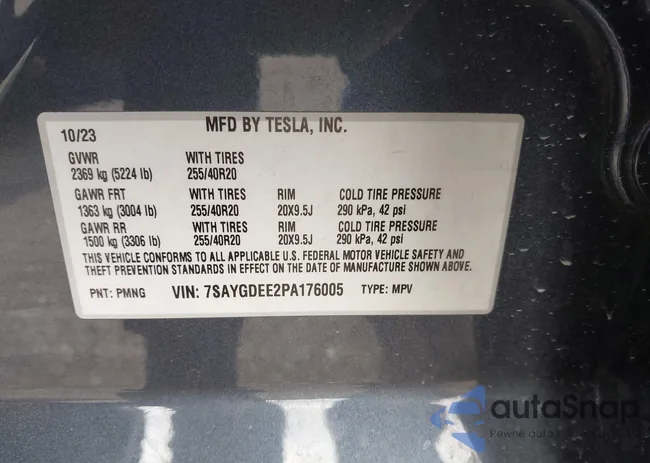 10/23 MFD BY TESLA, INC.
GVWR WITH TIRES
2369 kg (5224 lb) 255/40R20
GAWR FRT WITH TIRES RIM COLD TIRE PRESSURE
1363 kg (3004 lb) 255/40R20 20X9.5J 290 kPa, 42 psi
GAWR RR WITH TIRES RIM COLD TIRE PRESSURE
1500 kg (3306 lb) 255/40R20 20X9.5J 290 kPa, 42 psi
THIS VEHICLE CONFORMS TO ALL APPLICABLE U.S. FEDERAL MOTOR VEHICLE SAFETY AND
THEFT PREVENTION STANDARDS IN EFFECT ON THE DATE OF MANUFACTURE SHOWN ABOVE.
PNT: PMNG VIN: 7SAYGDEE2PA176005 TYPE: MPV
autaSnap
Pewne auta